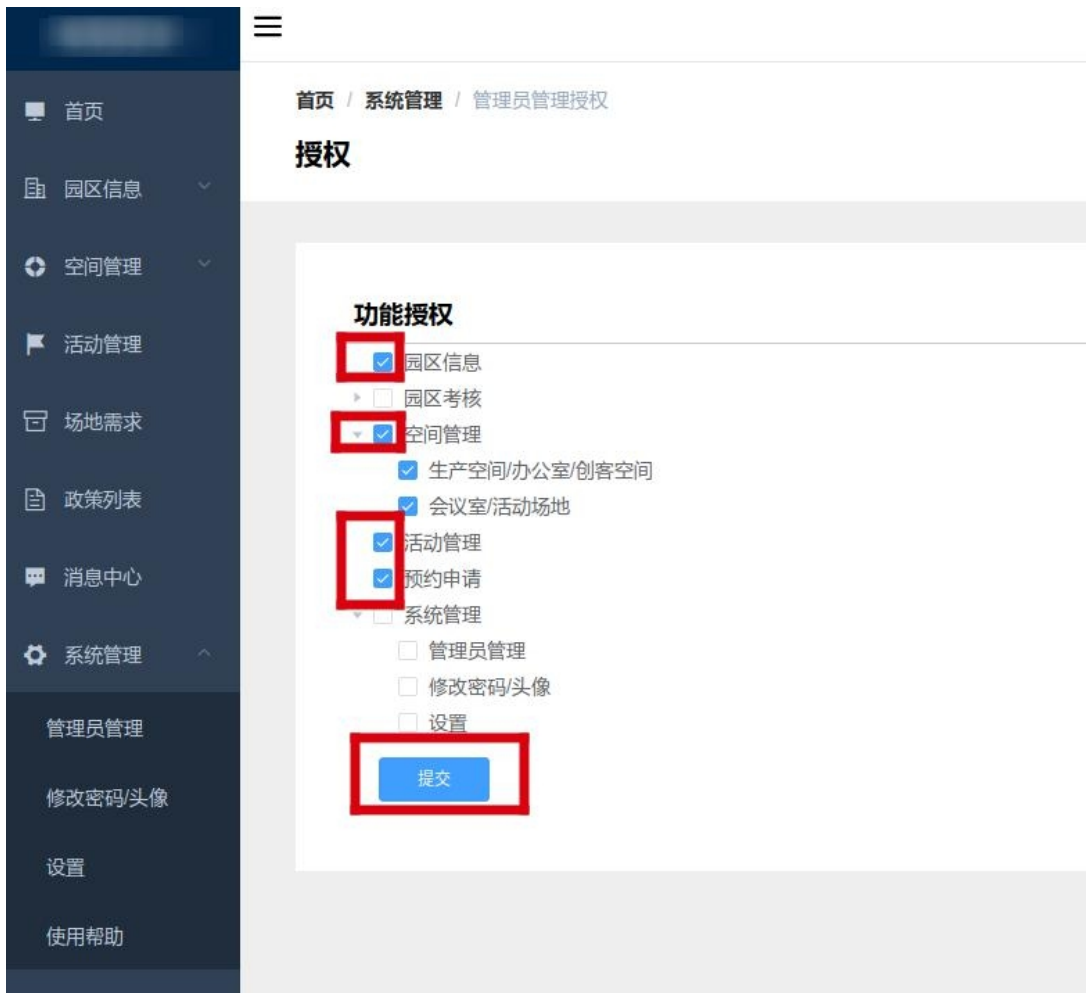 首页
园区信息
空间管理
活动管理
场地需求
政策列表
消息中心
系统管理
管理员管理
修改密码/头像
设置
使用帮助
首页 / 系统管理 / 管理员管理授权
授权
功能授权
园区信息
园区考核
空间管理
生产空间/办公室/创客空间
会议室/活动场地
活动管理
预约申请
系统管理
管理员管理
修改密码/头像
设置
提交